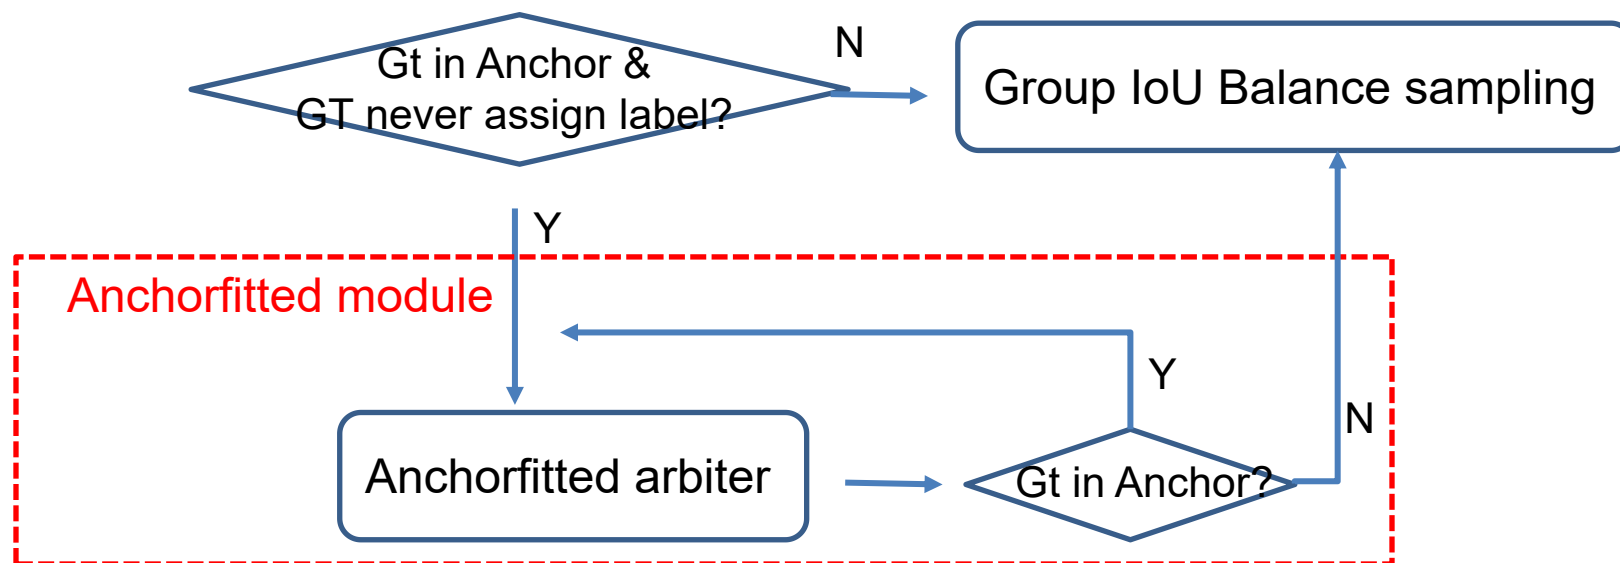 Gt in Anchor &
GT never assign label?
N
Group IoU Balance sampling
Y
Anchorfitted module
Y
N
Anchorfitted arbiter
Gt in Anchor?